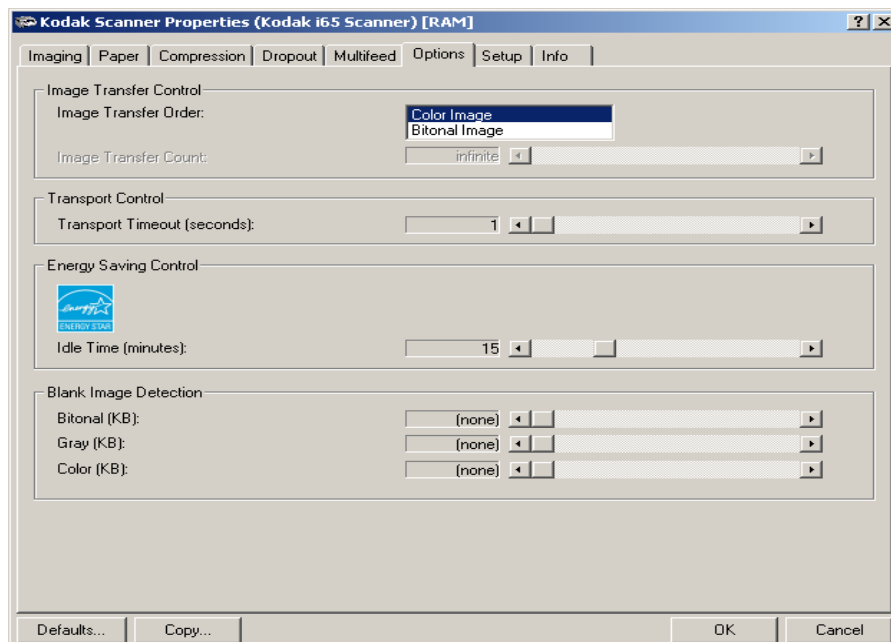 Kodak Scanner Properties (Kodak i65 Scanner) [RAM]
Imaging Paper Compression Dropout Multifeed Options Setup Info
Image Transfer Control
Image Transfer Order: Color Image
Bitonal Image
Image Transfer Count: infinite
Transport Control
Transport Timeout (seconds): 1
Energy Saving Control
energy
ENERGY STAR
Idle Time (minutes): 15
Blank Image Detection
Bitonal (KB): (none)
Gray (KB): (none)
Color (KB): (none)
Defaults... Copy... OK Cancel